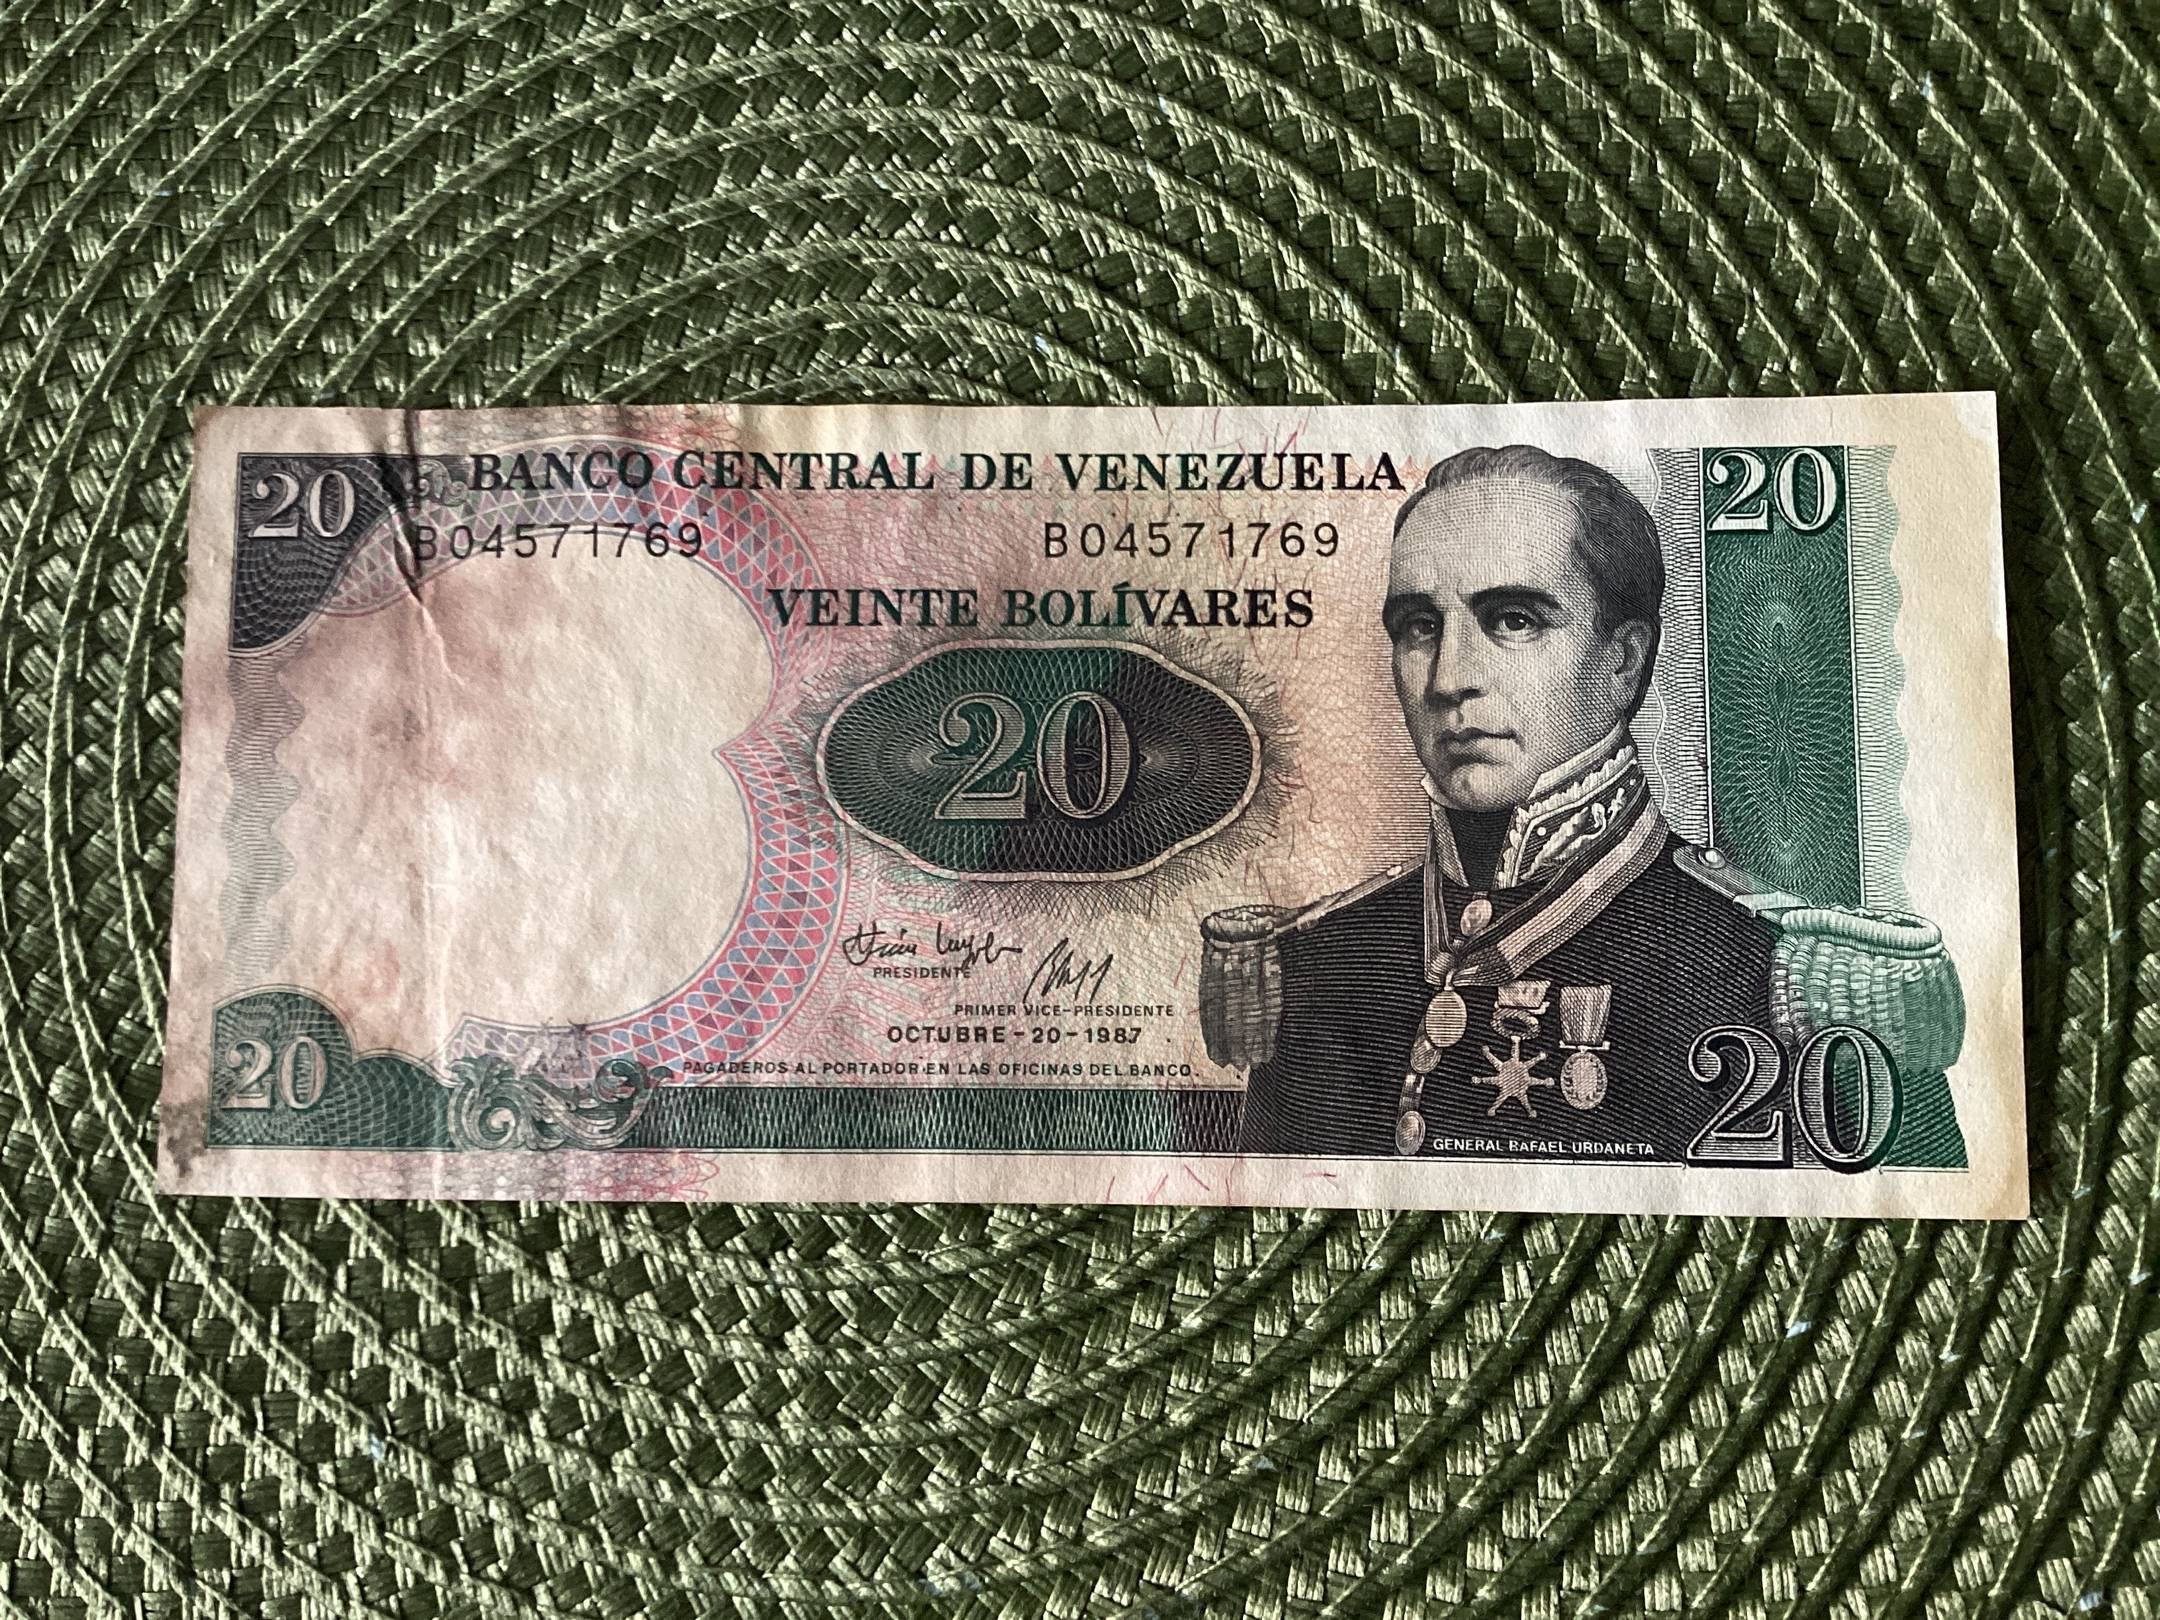 20 BANCO CENTRAL DE VENEZUELA 20
B04571769 B04571769
VEINTE BOLÍVARES
20
PRESIDENTE
PRIMER VICE-PRESIDENTE
OCTUBRE-20-1987
20 PAGADEROS AL PORTADOR EN LAS OFICINAS DEL BANCO.
GENERAL RAFAEL URDANETA 20